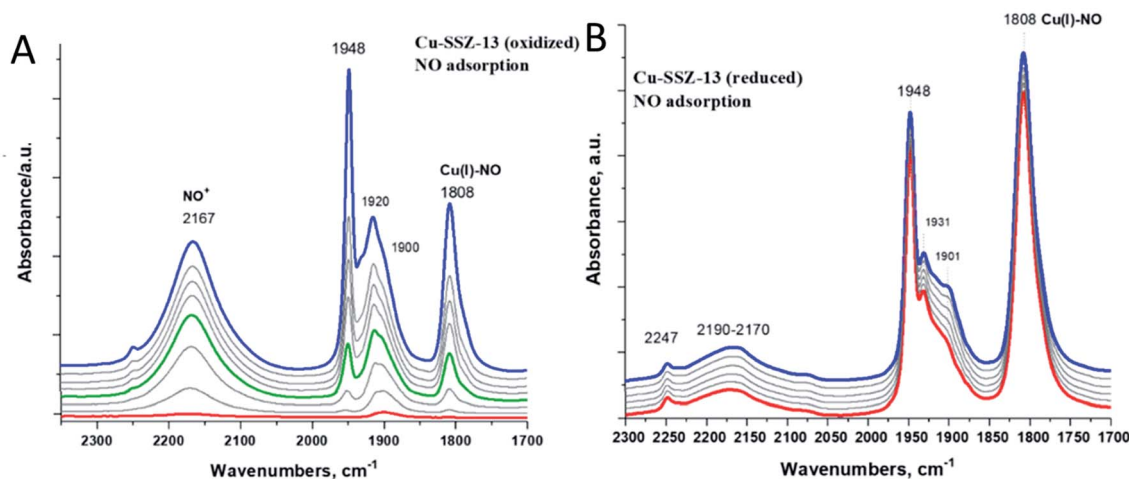 A
Cu-SSZ-13 (oxidized)
NO adsorption
1948
NO⁺
2167
1920
1900
Cu(I)-NO
1808
Absorbance/a.u.
2300 2200 2100 2000 1900 1800 1700
Wavenumbers, cm⁻¹
B
Cu-SSZ-13 (reduced)
NO adsorption
1808 Cu(I)-NO
1948
1931
1901
2247
2190-2170
Absorbance, a.u.
2300 2250 2200 2150 2100 2050 2000 1950 1900 1850 1800 1750 1700
Wavenumbers, cm⁻¹